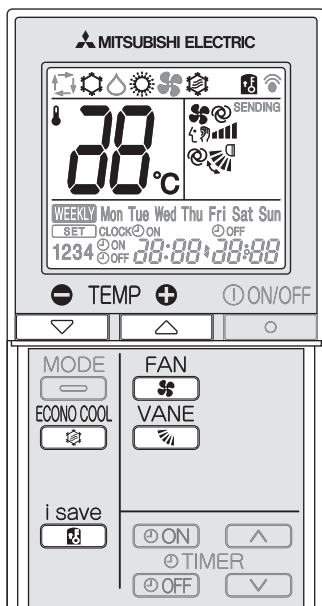 MITSUBISHI ELECTRIC
SENDING
88°C
WEEKLY Mon Tue Wed Thu Fri Sat Sun
SET CLOCK ON OFF
1234 ON 88:88 88:88
OFF
TEMP ON/OFF
MODE FAN
ECONO COOL VANE
i save
ON
TIMER
OFF